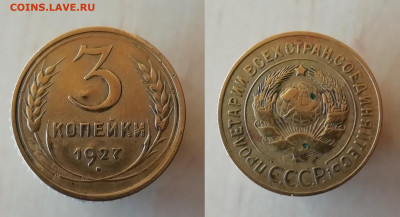 COINS.LAVE.RU
3
КОПЕЙКИ
1927
ПРОЛЕТАРИИ ВСЕХ СТРАН, СОЕДИНЯЙТЕСЬ!
СССР